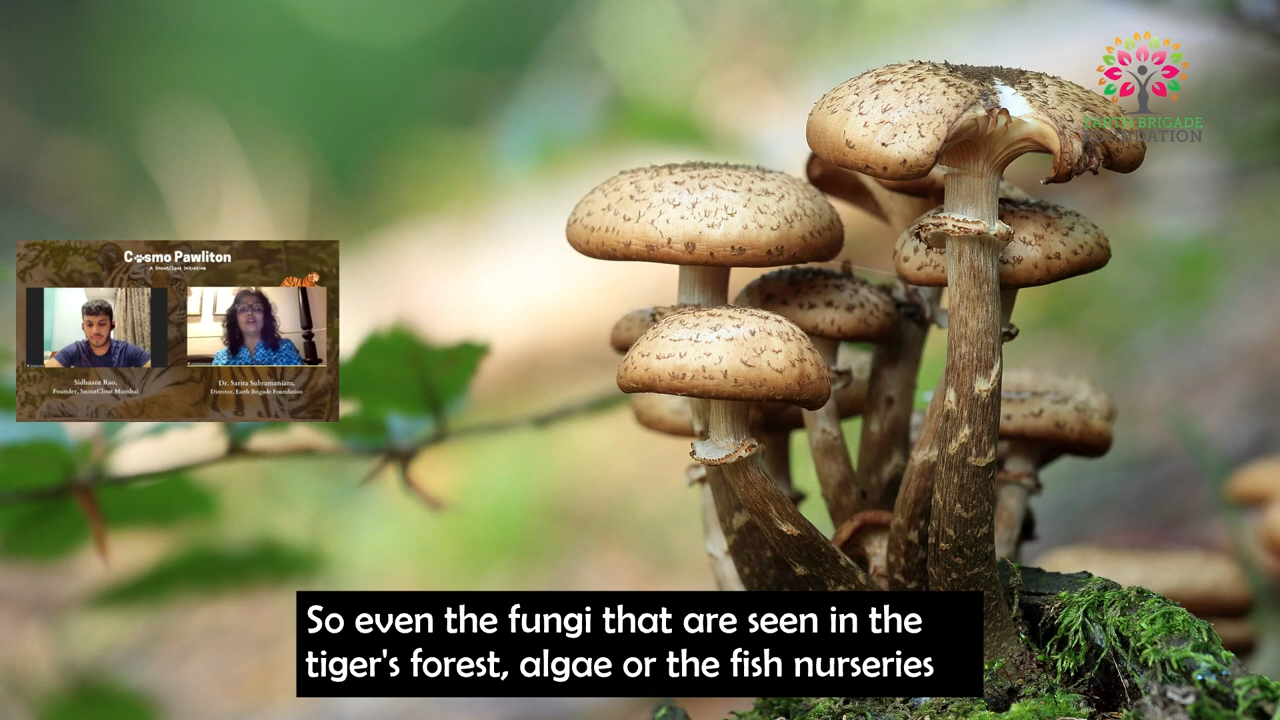 EARTH BRIGADE
FOUNDATION
Cosmo Pawliton
A SnoutClout Initiative
Sidhaant Rao,
Founder, SnoutClout Mumbai
Dr. Sarita Subramaniam,
Director, Earth Brigade Foundation
So even the fungi that are seen in the
tiger's forest, algae or the fish nurseries